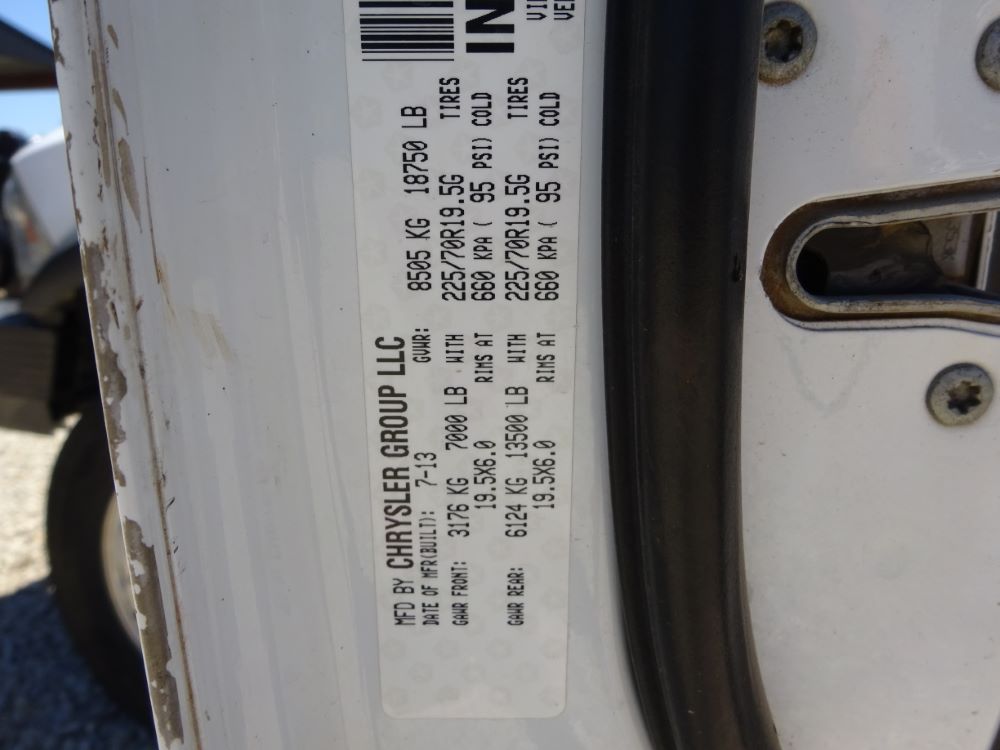 MFD BY CHRYSLER GROUP LLC
DATE OF MFR(BUILT): 7-13 GVWR: 8505 KG 18750 LB
GAWR FRONT: 3176 KG 7000 LB WITH 225/70R19.5G TIRES
19.5X6.0 RIMS AT 660 KPA ( 95 PSI) COLD
GAWR REAR: 6124 KG 13500 LB WITH 225/70R19.5G TIRES
19.5X6.0 RIMS AT 660 KPA ( 95 PSI) COLD
IN